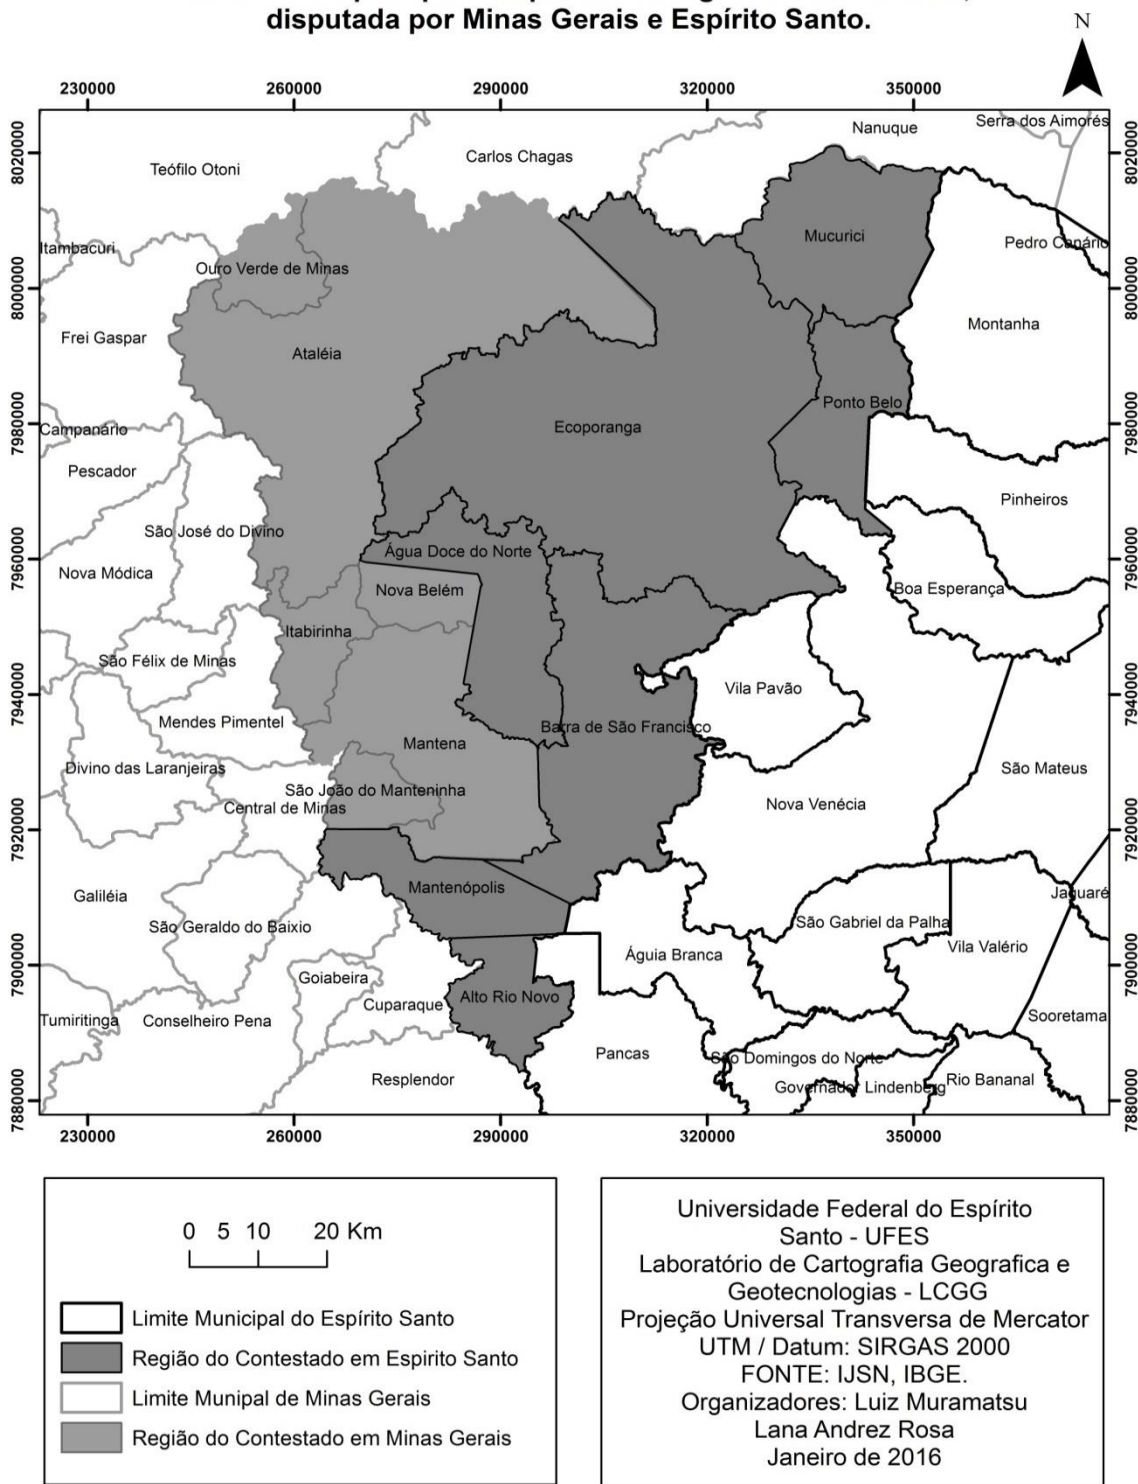 disputada por Minas Gerais e Espírito Santo.
N
230000 260000 290000 320000 350000
8020000 8020000
8000000 8000000
7980000 7980000
7960000 7960000
7940000 7940000
7920000 7920000
7900000 7900000
7880000 7880000
Serra dos Aimorés
Nanuque
Carlos Chagas
Teófilo Otoni
Mucurici
Itambacuri
Pedro Canário
Ouro Verde de Minas
Montanha
Frei Gaspar
Ataléia
Ponto Belo
Ecoporanga
Campanário
Pescador
Pinheiros
São José do Divino
Água Doce do Norte
Nova Módica
Nova Belém
Boa Esperança
Itabirinha
São Félix de Minas
Vila Pavão
Mendes Pimentel
Barra de São Francisco
Mantena
Divino das Laranjeiras
São Mateus
São João do Manteninha
Nova Venécia
Central de Minas
Mantenópolis
Galiléia
Jaguaré
São Gabriel da Palha
São Geraldo do Baixio
Vila Valério
Águia Branca
Goiabeira
Alto Rio Novo
Cuparaque
Sooretama
Tumiritinga
Conselheiro Pena
Pancas
São Domingos do Norte
Resplendor
Rio Bananal
Governador Lindenberg
230000 260000 290000 320000 350000
0 5 10 20 Km
Limite Municipal do Espírito Santo
Região do Contestado em Espirito Santo
Limite Munipal de Minas Gerais
Região do Contestado em Minas Gerais
Universidade Federal do Espírito
Santo - UFES
Laboratório de Cartografia Geografica e
Geotecnologias - LCGG
Projeção Universal Transversa de Mercator
UTM / Datum: SIRGAS 2000
FONTE: IJSN, IBGE.
Organizadores: Luiz Muramatsu
Lana Andrez Rosa
Janeiro de 2016